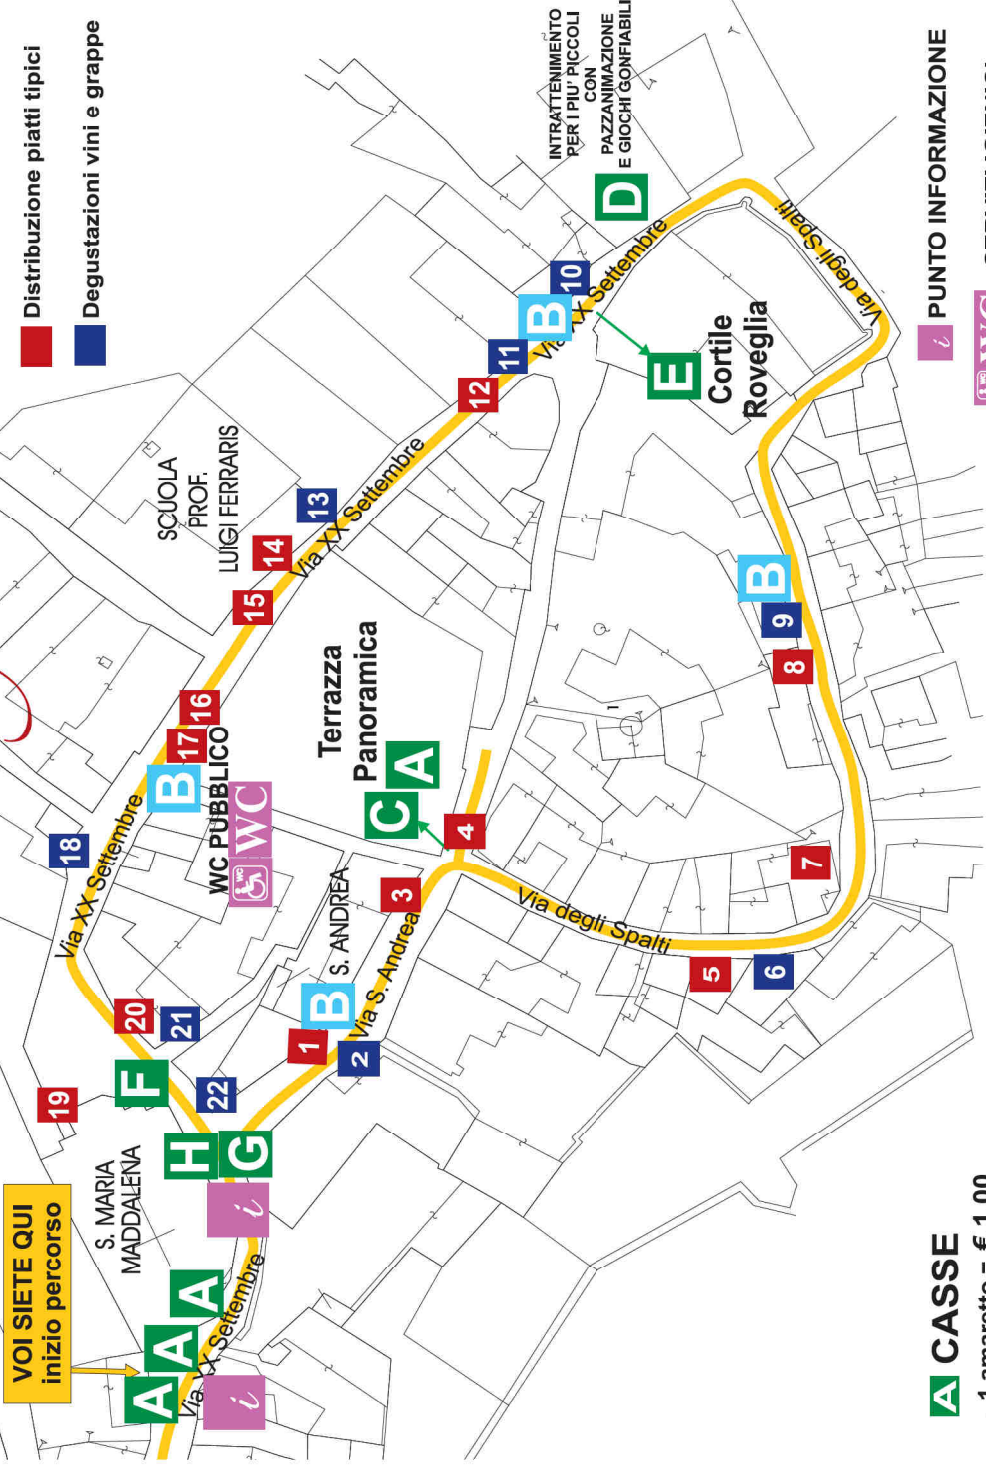 Distribuzione piatti tipici
Degustazioni vini e grappe
INTRATTENIMENTO
PER I PIU' PICCOLI
CON
PAZZANIMAZIONE
E GIOCHI GONFIABILI
D
PUNTO INFORMAZIONE
i
WC
VOI SIETE QUI
inizio percorso
A
A
A
Via XX Settembre
i
i
S. MARIA
MADDALENA
H
G
F
19
20
21
22
1
2
B
S. ANDREA
Via S. Andrea
3
4
C
A
Terrazza
Panoramica
Via degli Spalti
5
6
7
8
9
B
Via XX Settembre
18
B
WC PUBBLICO
WC
WC
17
16
15
14
13
SCUOLA
PROF.
LUIGI FERRARIS
Via XX Settembre
12
11
B
10
Via XX Settembre
E
Cortile
Roveglia
Via degli Spalti
A CASSE